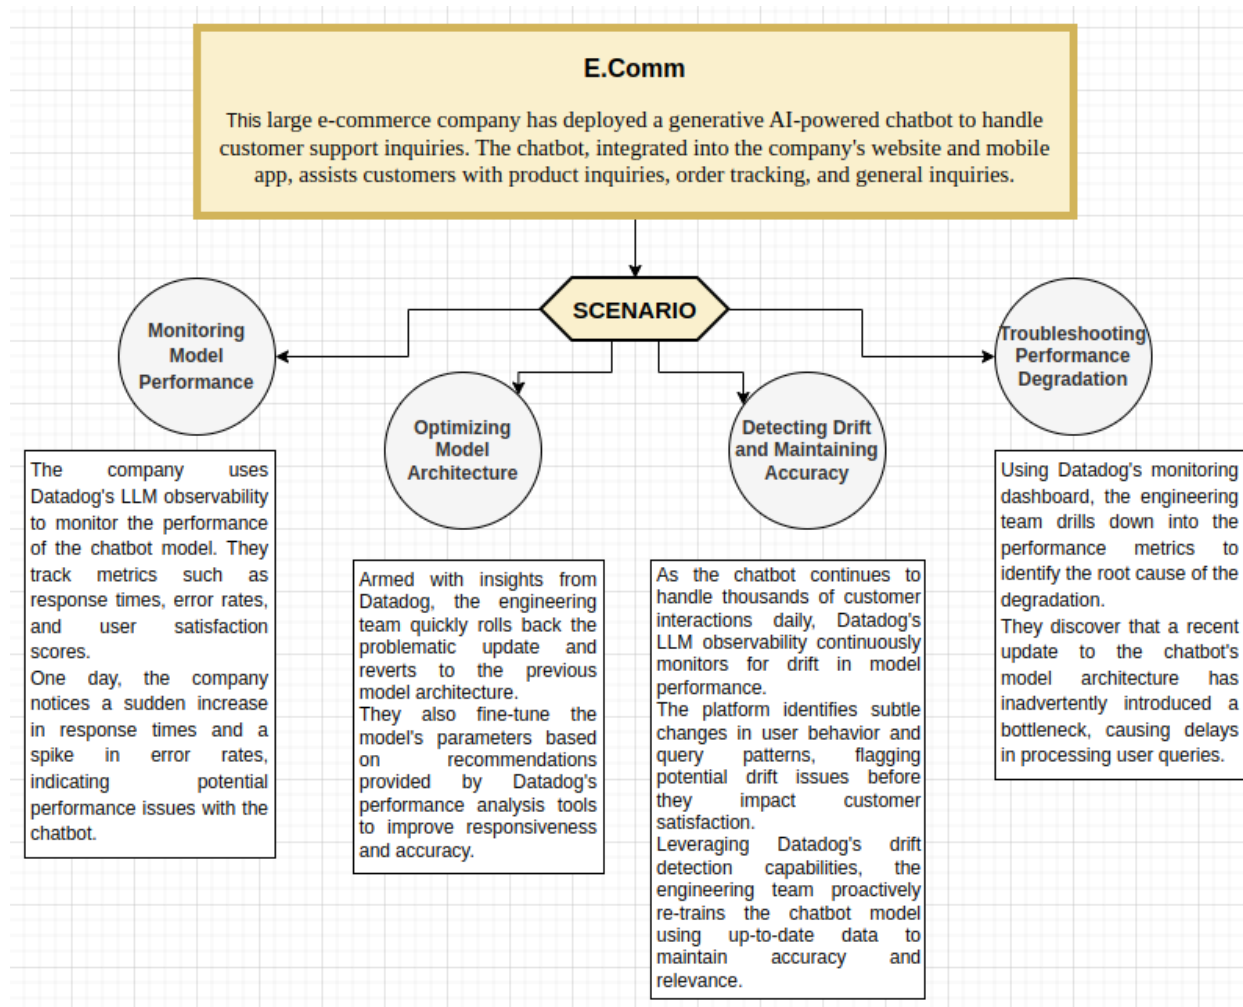 E.Comm
This large e-commerce company has deployed a generative AI-powered chatbot to handle
customer support inquiries. The chatbot, integrated into the company's website and mobile
app, assists customers with product inquiries, order tracking, and general inquiries.
SCENARIO
Monitoring
Model
Performance
The company uses
Datadog's LLM observability
to monitor the performance
of the chatbot model. They
track metrics such as
response times, error rates,
and user satisfaction
scores.
One day, the company
notices a sudden increase
in response times and a
spike in error rates,
indicating potential
performance issues with the
chatbot.
Optimizing
Model
Architecture
Armed with insights from
Datadog, the engineering
team quickly rolls back the
problematic update and
reverts to the previous
model architecture.
They also fine-tune the
model's parameters based
on recommendations
provided by Datadog's
performance analysis tools
to improve responsiveness
and accuracy.
Detecting Drift
and Maintaining
Accuracy
As the chatbot continues to
handle thousands of customer
interactions daily, Datadog's
LLM observability continuously
monitors for drift in model
performance.
The platform identifies subtle
changes in user behavior and
query patterns, flagging
potential drift issues before
they impact customer
satisfaction.
Leveraging Datadog's drift
detection capabilities, the
engineering team proactively
re-trains the chatbot model
using up-to-date data to
maintain accuracy and
relevance.
Troubleshooting
Performance
Degradation
Using Datadog's monitoring
dashboard, the engineering
team drills down into the
performance metrics to
identify the root cause of the
degradation.
They discover that a recent
update to the chatbot's
model architecture has
inadvertently introduced a
bottleneck, causing delays
in processing user queries.